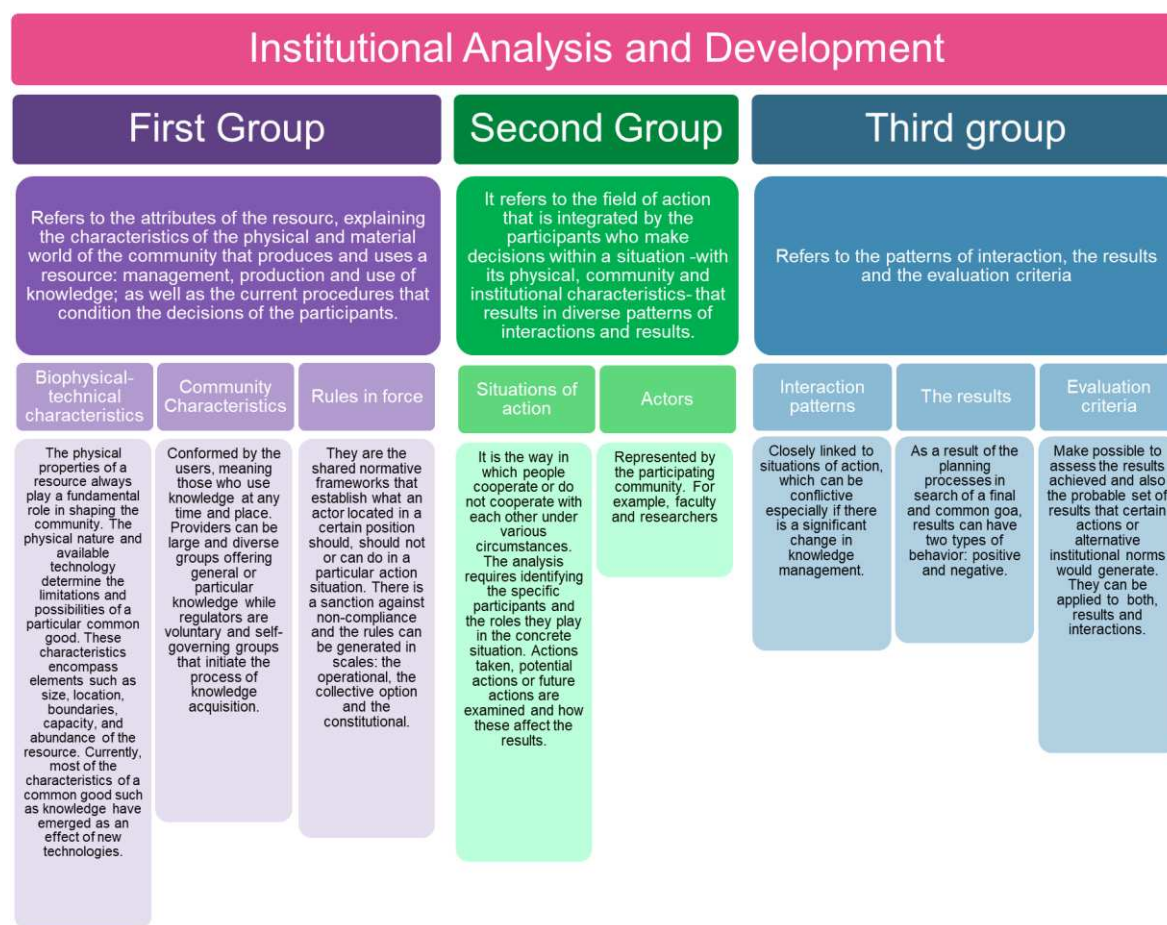 Institutional Analysis and Development
First Group
Refers to the attributes of the resourc, explaining
the characteristics of the physical and material
world of the community that produces and uses a
resource: management, production and use of
knowledge; as well as the current procedures that
condition the decisions of the participants.
Biophysical-
technical
characteristics
The physical
properties of a
resource always
play a fundamental
role in shaping the
community. The
physical nature and
available
technology
determine the
limitations and
possibilities of a
particular common
good. These
characteristics
encompass
elements such as
size, location,
boundaries,
capacity, and
abundance of the
resource. Currently,
most of the
characteristics of a
common good such
as knowledge have
emerged as an
effect of new
technologies.
Community
Characteristics
Conformed by the
users, meaning
those who use
knowledge at any
time and place.
Providers can be
large and diverse
groups offering
general or
particular
knowledge while
regulators are
voluntary and self-
governing groups
that initiate the
process of
knowledge
acquisition.
Rules in force
They are the
shared normative
frameworks that
establish what an
actor located in a
certain position
should, should not
or can do in a
particular action
situation. There is
a sanction against
non-compliance
and the rules can
be generated in
scales: the
operational, the
collective option
and the
constitutional.
Second Group
It refers to the field of action
that is integrated by the
participants who make
decisions within a situation -with
its physical, community and
institutional characteristics- that
results in diverse patterns of
interactions and results.
Situations of
action
It is the way in
which people
cooperate or do
not cooperate with
each other under
various
circumstances.
The analysis
requires identifying
the specific
participants and
the roles they play
in the concrete
situation. Actions
taken, potential
actions or future
actions are
examined and how
these affect the
results.
Actors
Represented by
the participating
community. For
example, faculty
and researchers
Third group
Refers to the patterns of interaction, the results
and the evaluation criteria
Interaction
patterns
Closely linked to
situations of action,
which can be
conflictive
especially if there
is a significant
change in
knowledge
management.
The results
As a result of the
planning
processes in
search of a final
and common goa,
results can have
two types of
behavior: positive
and negative.
Evaluation
criteria
Make possible to
assess the results
achieved and also
the probable set of
results that certain
actions or
alternative
institutional norms
would generate.
They can be
applied to both,
results and
interactions.